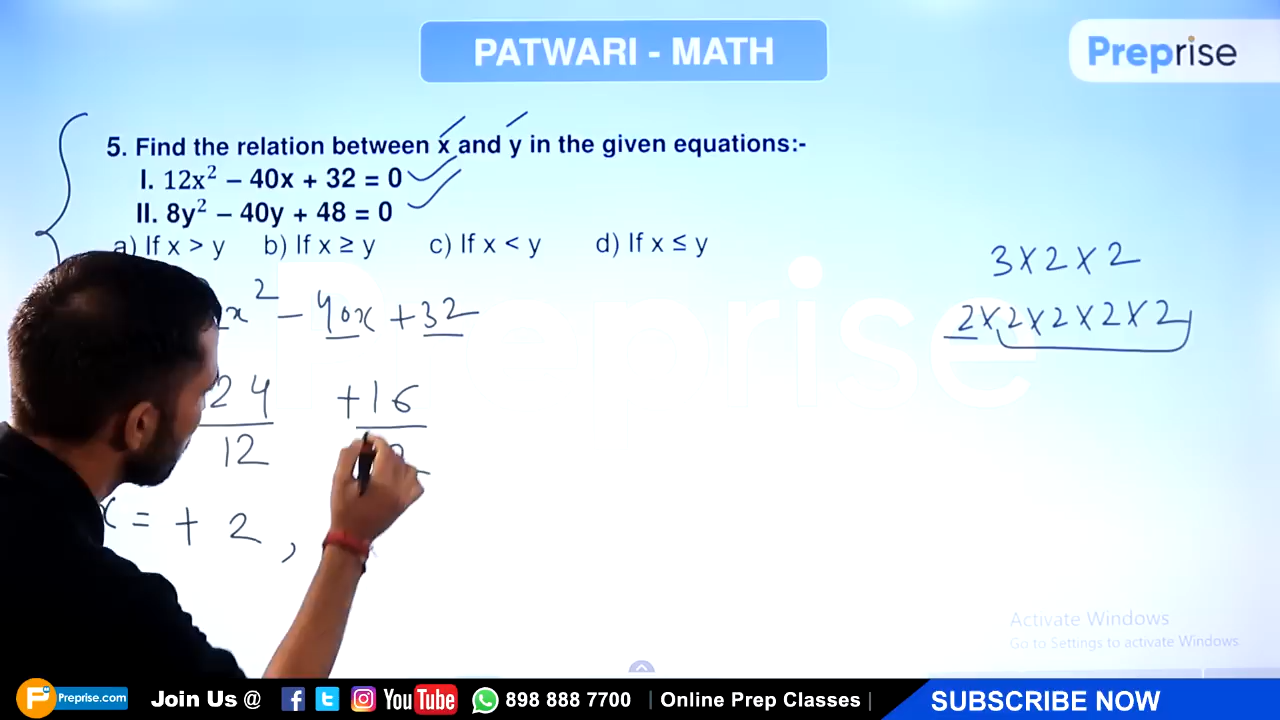 PATWARI - MATH
Preprise
5. Find the relation between x and y in the given equations:-
I. 12x² – 40x + 32 = 0
II. 8y² – 40y + 48 = 0
a) If x > y b) If x ≥ y c) If x < y d) If x ≤ y
x² – 40x + 32
3 × 2 × 2
2 × 2 × 2 × 2 × 2
24 +16
12
x = + 2 ,
Preprise
Activate Windows
Go to Settings to activate Windows
Preprise.com Join Us @ YouTube 898 888 7700 | Online Prep Classes | SUBSCRIBE NOW